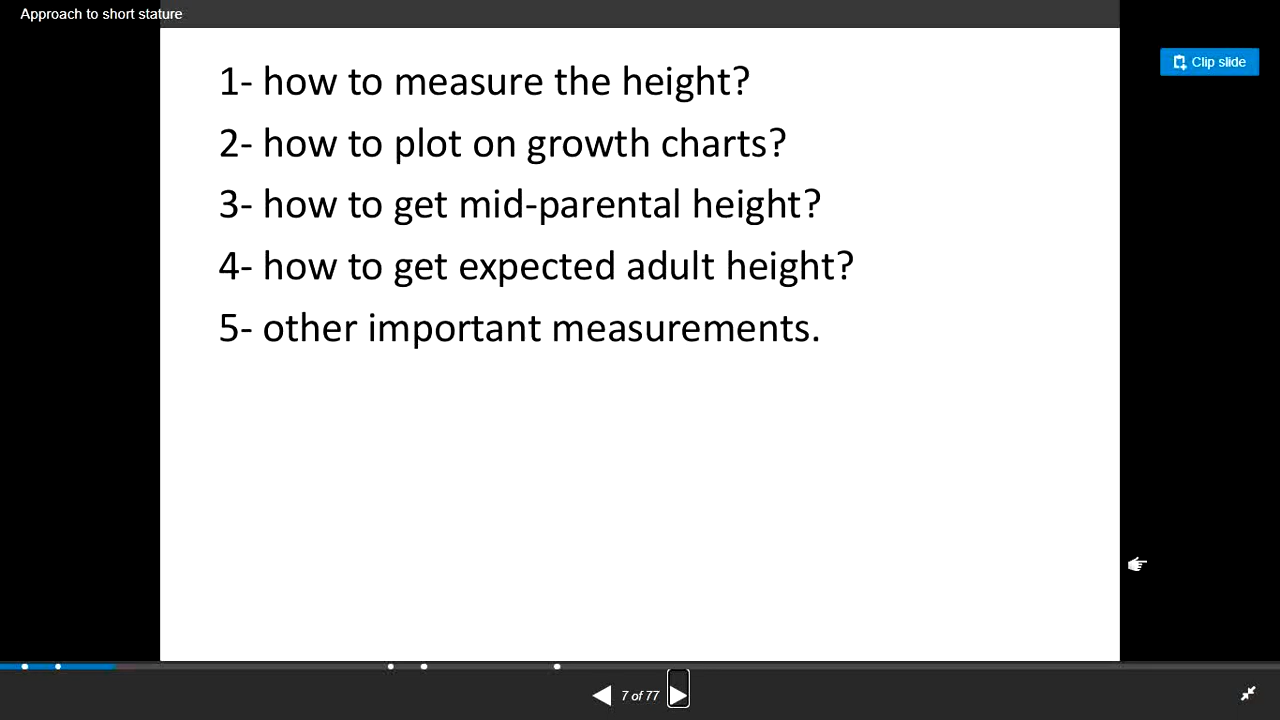 Approach to short stature
Clip slide
1- how to measure the height?
2- how to plot on growth charts?
3- how to get mid-parental height?
4- how to get expected adult height?
5- other important measurements.
7 of 77